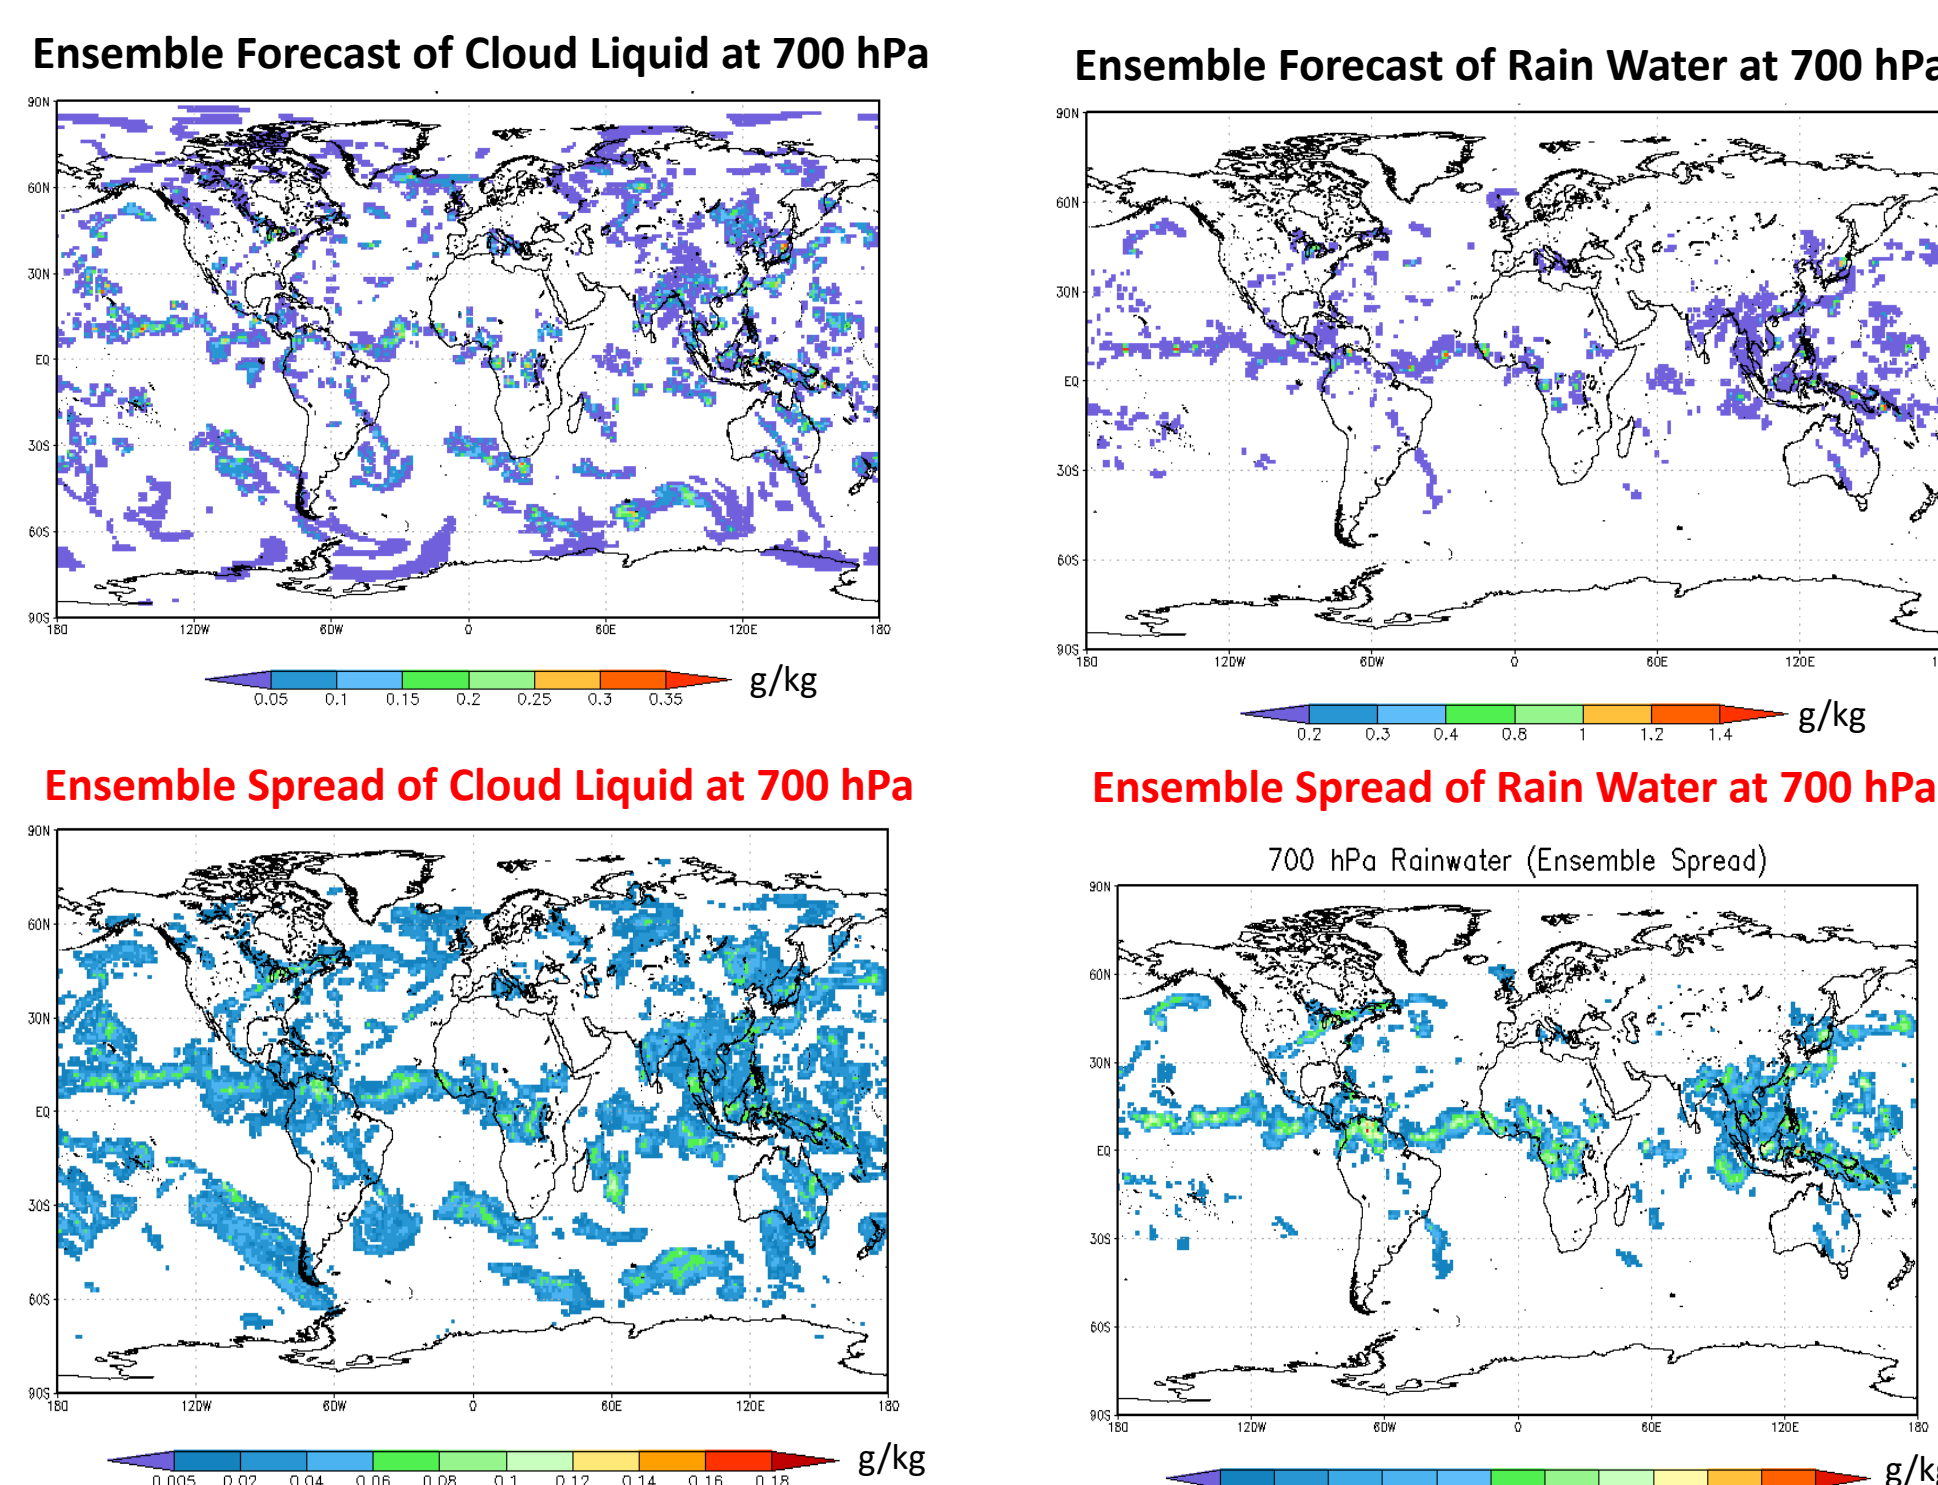 Ensemble Forecast of Cloud Liquid at 700 hPa
90N
60N
30N
EQ
30S
60S
90S
180 120W 60W 0 60E 120E 180
0.05 0.1 0.15 0.2 0.25 0.3 0.35
g/kg
Ensemble Forecast of Rain Water at 700 hPa
90N
60N
30N
EQ
30S
60S
90S
180 120W 60W 0 60E 120E 1
0.2 0.3 0.4 0.8 1 1.2 1.4
g/kg
Ensemble Spread of Cloud Liquid at 700 hPa
90N
60N
30N
EQ
30S
60S
90S
180 120W 60W 0 60E 120E 180
0.005 0.02 0.04 0.06 0.08 0.1 0.12 0.14 0.16 0.18
g/kg
Ensemble Spread of Rain Water at 700 hPa
700 hPa Rainwater (Ensemble Spread)
90N
60N
30N
EQ
30S
60S
90S
180 120W 60W 0 60E 120E 180
g/kg